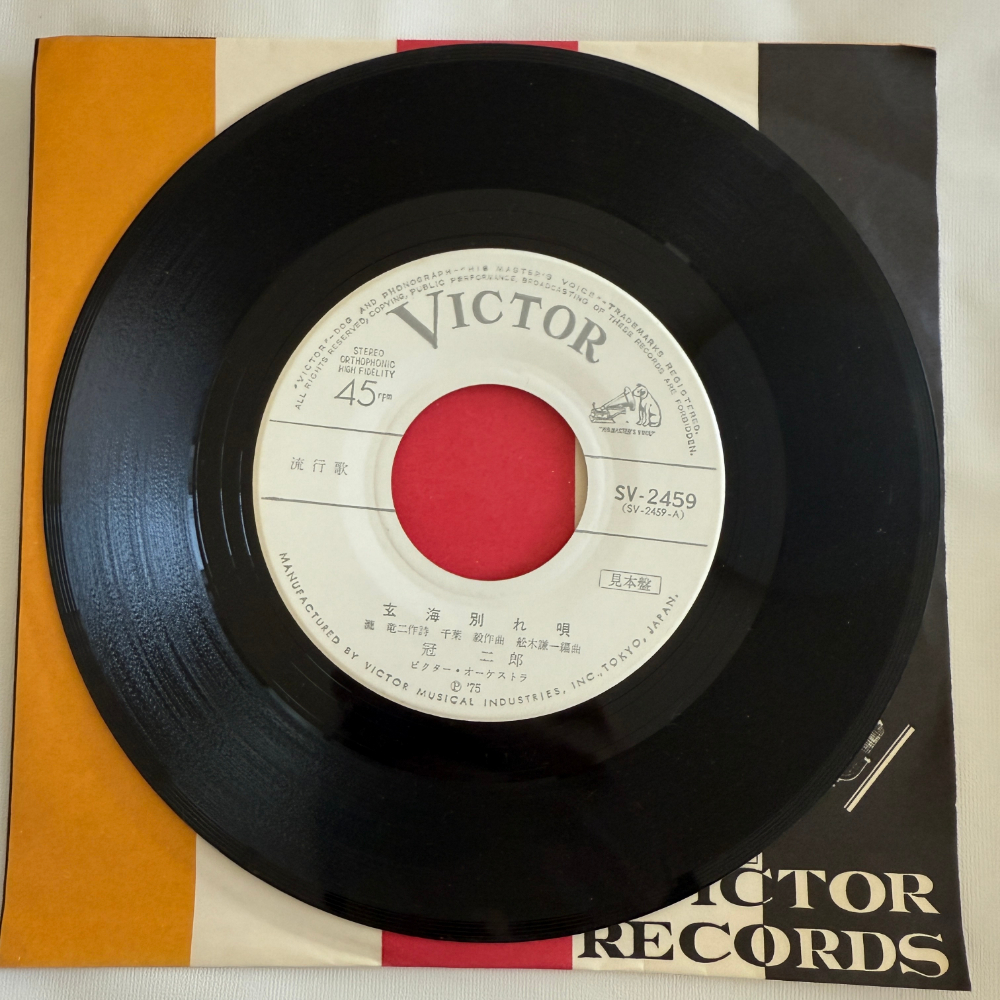 "VICTOR"–DOG AND PHONOGRAPH–"HIS MASTER'S VOICE"–TRADEMARKS REGISTERED.
ALL RIGHTS RESERVED, COPYING, PUBLIC PERFORMANCE, BROADCASTING OF THESE RECORDS ARE FORBIDDEN.
VICTOR
STEREO
ORTHOPHONIC
HIGH FIDELITY
45rpm
"HIS MASTER'S VOICE"
流行歌
SV-2459
(SV-2459-A)
見本盤
玄海別れ唄
瀧 竜二作詩 千葉 毅作曲 舩木謙一編曲
冠 二郎
ビクター・オーケストラ
Ⓟ '75
MANUFACTURED BY VICTOR MUSICAL INDUSTRIES, INC., TOKYO, JAPAN.
ICTOR
RECORDS